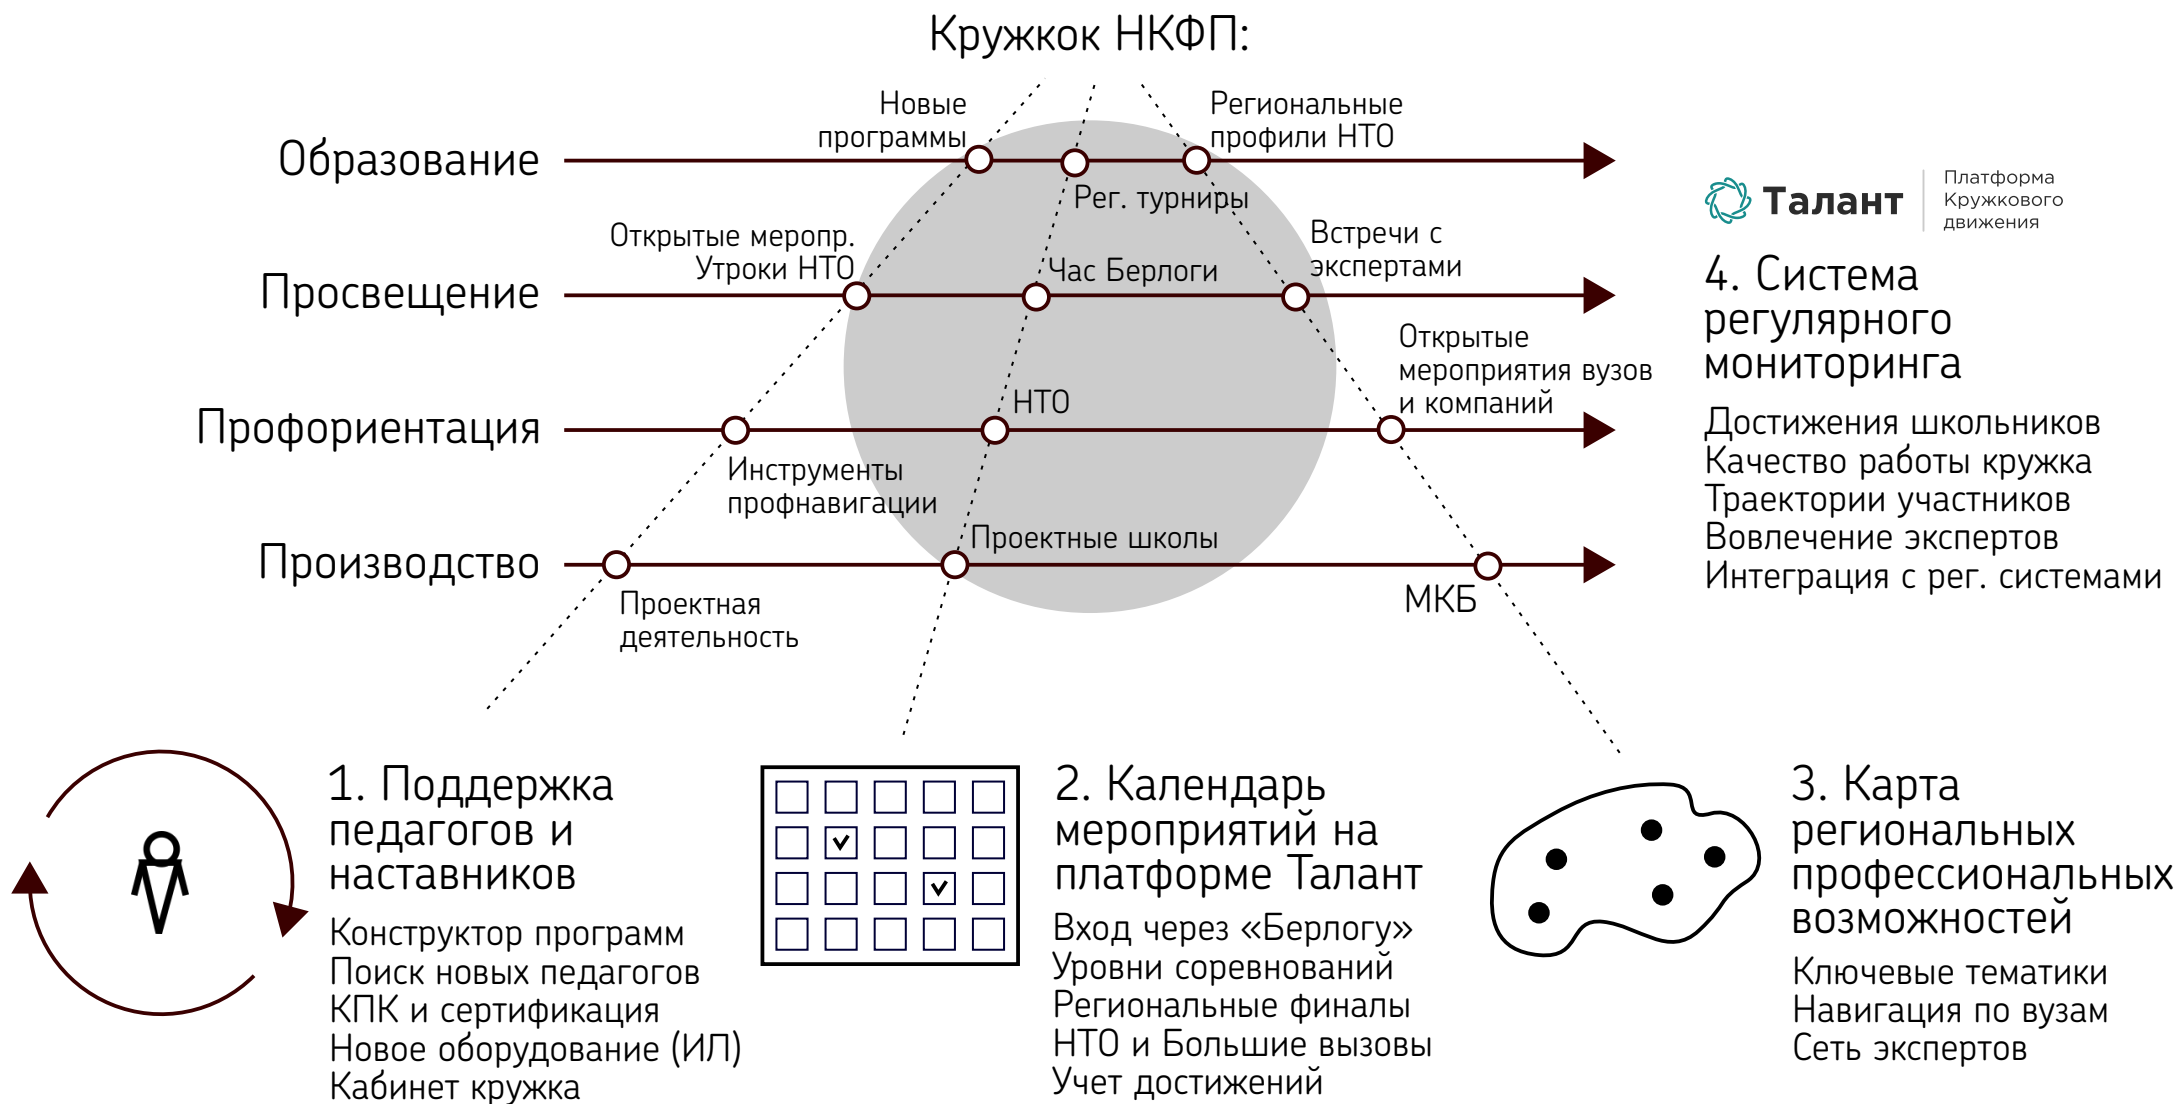 Кружкок НКФП:
Новые
программы
Региональные
профили НТО
Образование
Рег. турниры
Открытые меропр.
Утроки НТО
Час Берлоги
Встречи с
экспертами
Просвещение
НТО
Открытые
мероприятия вузов
и компаний
Профориентация
Инструменты
профнавигации
Проектные школы
Производство
Проектная
деятельность
МКБ
Талант
Платформа
Кружкового
движения
4. Система
регулярного
мониторинга
Достижения школьников
Качество работы кружка
Траектории участников
Вовлечение экспертов
Интеграция с рег. системами
1. Поддержка
педагогов и
наставников
Конструктор программ
Поиск новых педагогов
КПК и сертификация
Новое оборудование (ИЛ)
Кабинет кружка
2. Календарь
мероприятий на
платформе Талант
Вход через «Берлогу»
Уровни соревнований
Региональные финалы
НТО и Большие вызовы
Учет достижений
3. Карта
региональных
профессиональных
возможностей
Ключевые тематики
Навигация по вузам
Сеть экспертов